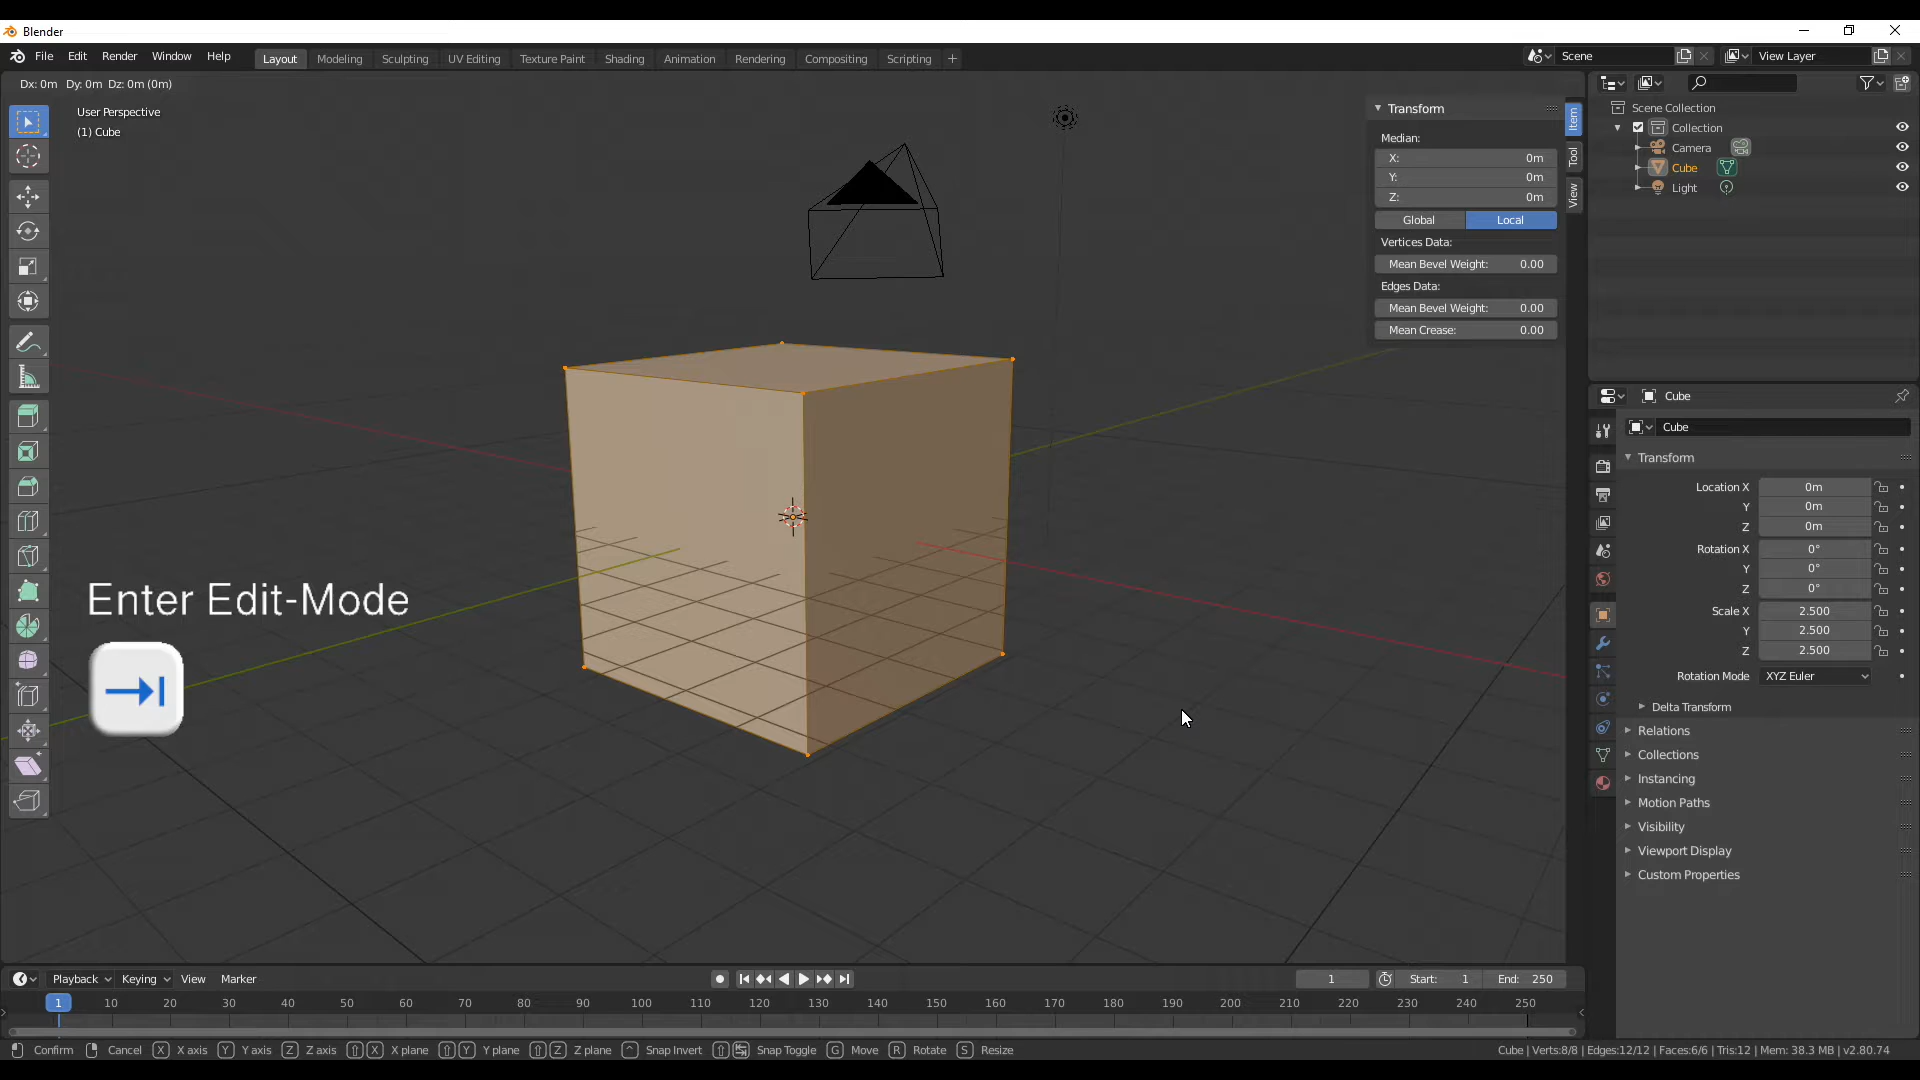 Blender
File Edit Render Window Help Layout Modeling Sculpting UV Editing Texture Paint Shading Animation Rendering Compositing Scripting + Scene View Layer
Dx: 0m Dy: 0m Dz: 0m (0m)
User Perspective
(1) Cube
Transform
Median:
X: 0m
Y: 0m
Z: 0m
Global Local
Vertices Data:
Mean Bevel Weight: 0.00
Edges Data:
Mean Bevel Weight: 0.00
Mean Crease: 0.00
Item
Tool
View
Scene Collection
Collection
Camera
Cube
Light
Cube
Cube
Transform
Location X 0m
Y 0m
Z 0m
Rotation X 0°
Y 0°
Z 0°
Scale X 2.500
Y 2.500
Z 2.500
Rotation Mode XYZ Euler
Delta Transform
Relations
Collections
Instancing
Motion Paths
Visibility
Viewport Display
Custom Properties
Enter Edit-Mode
Playback Keying View Marker 1 Start: 1 End: 250
1 10 20 30 40 50 60 70 80 90 100 110 120 130 140 150 160 170 180 190 200 210 220 230 240 250
Confirm Cancel X X axis Y Y axis Z Z axis X X plane Y Y plane Z Z plane Snap Invert Snap Toggle G Move R Rotate S Resize Cube | Verts:8/8 | Edges:12/12 | Faces:6/6 | Tris:12 | Mem: 38.3 MB | v2.80.74